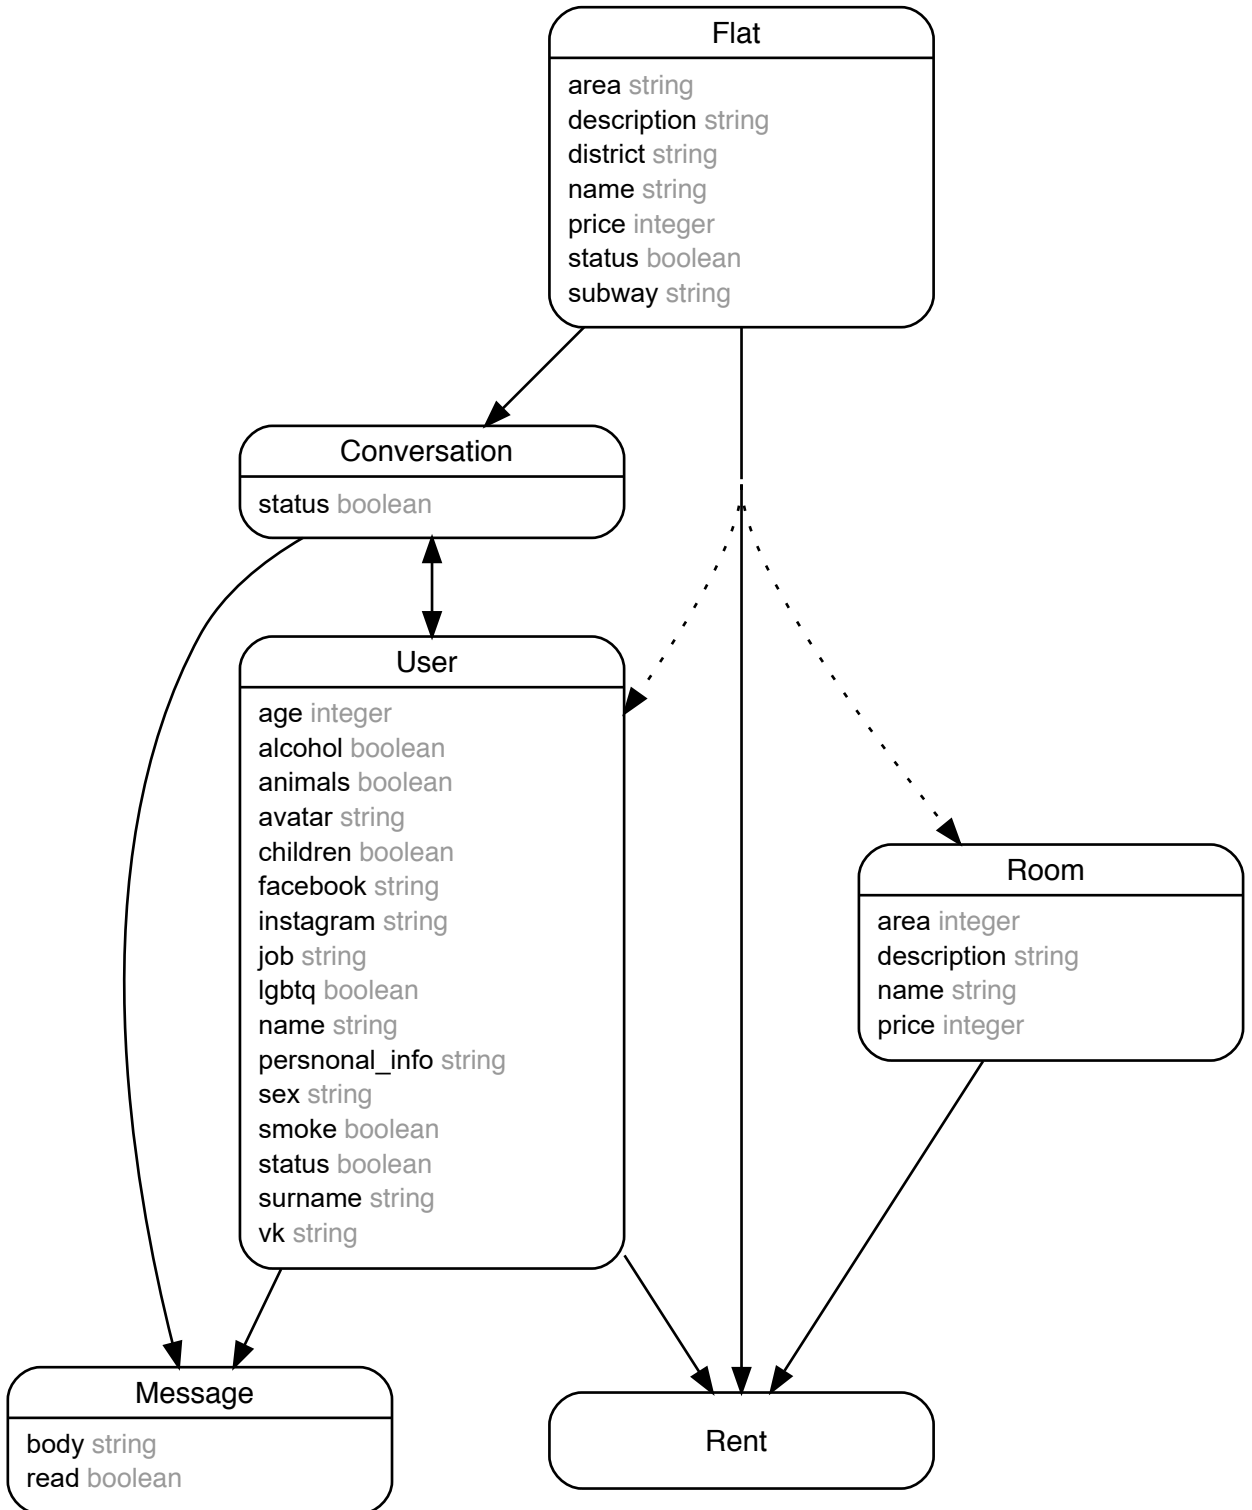 Flat
area string
description string
district string
name string
price integer
status boolean
subway string
Conversation
status boolean
User
age integer
alcohol boolean
animals boolean
avatar string
children boolean
facebook string
instagram string
job string
lgbtq boolean
name string
persnonal_info string
sex string
smoke boolean
status boolean
surname string
vk string
Room
area integer
description string
name string
price integer
Message
body string
read boolean
Rent